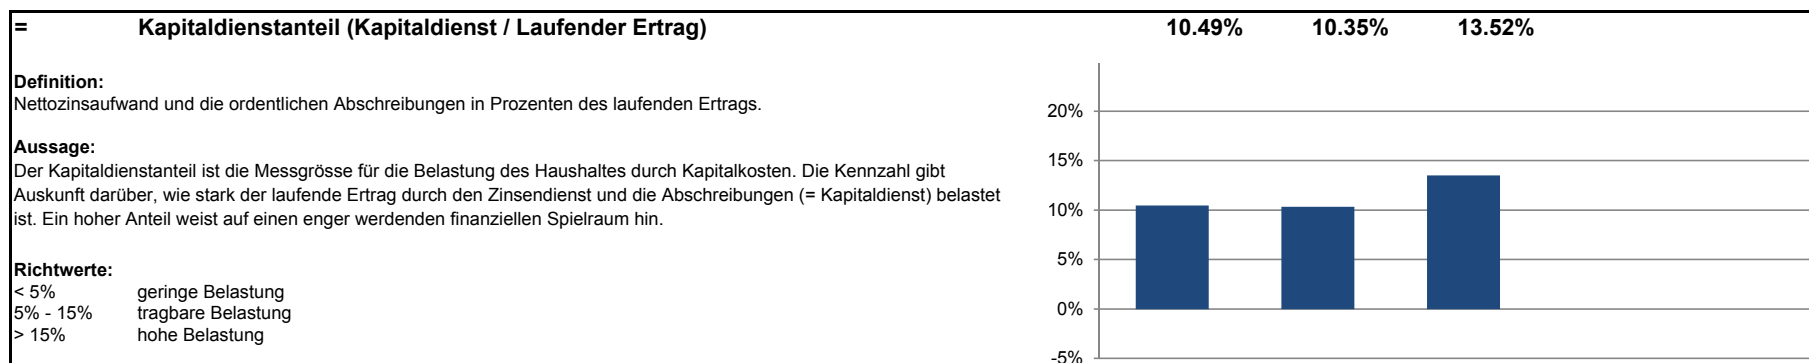 = Kapitaldienstanteil (Kapitaldienst / Laufender Ertrag) 10.49% 10.35% 13.52%
Definition:
Nettozinsaufwand und die ordentlichen Abschreibungen in Prozenten des laufenden Ertrags.
Aussage:
Der Kapitaldienstanteil ist die Messgrösse für die Belastung des Haushaltes durch Kapitalkosten. Die Kennzahl gibt
Auskunft darüber, wie stark der laufende Ertrag durch den Zinsendienst und die Abschreibungen (= Kapitaldienst) belastet
ist. Ein hoher Anteil weist auf einen enger werdenden finanziellen Spielraum hin.
Richtwerte:
< 5% geringe Belastung
5% - 15% tragbare Belastung
> 15% hohe Belastung
20%
15%
10%
5%
0%
-5%